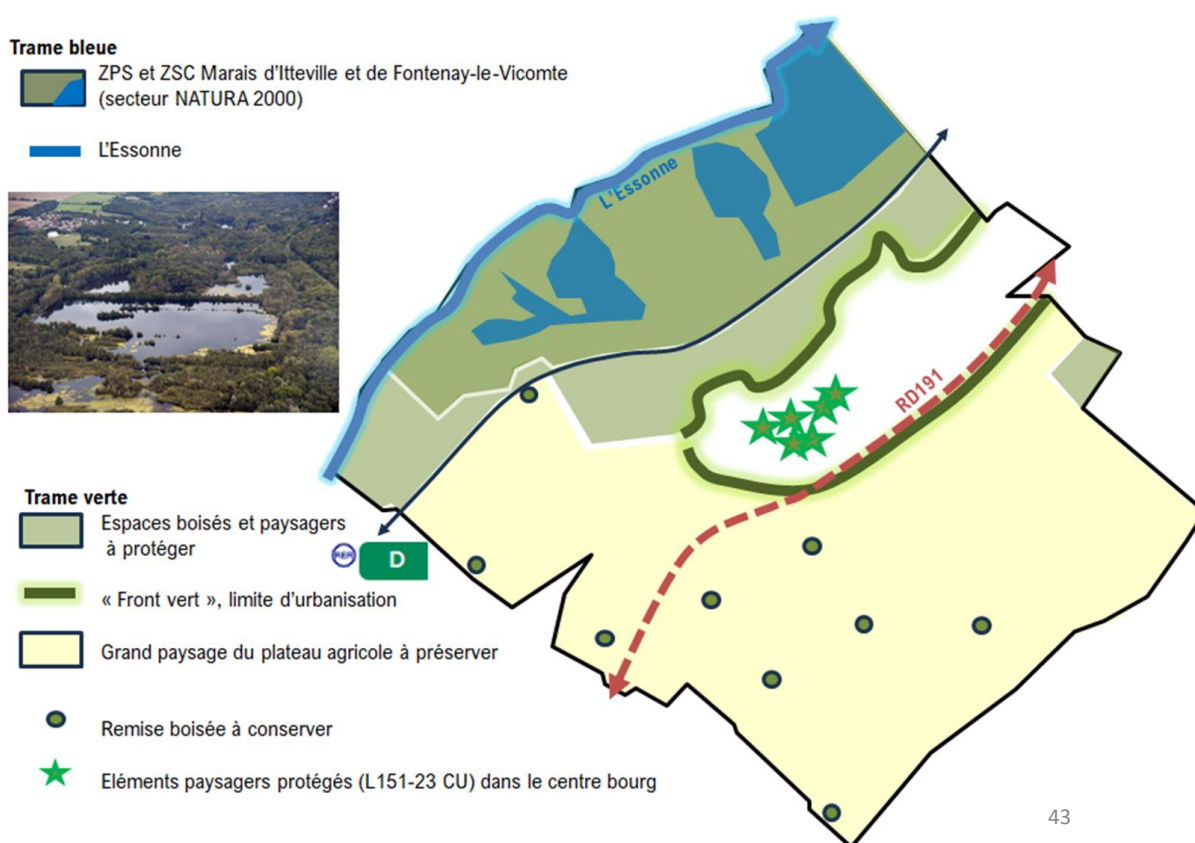 Trame bleue
ZPS et ZSC Marais d'Itteville et de Fontenay-le-Vicomte
(secteur NATURA 2000)
L'Essonne
L'Essonne
RD191
Trame verte
Espaces boisés et paysagers
à protéger
RER D
« Front vert », limite d'urbanisation
Grand paysage du plateau agricole à préserver
Remise boisée à conserver
Eléments paysagers protégés (L151-23 CU) dans le centre bourg
43